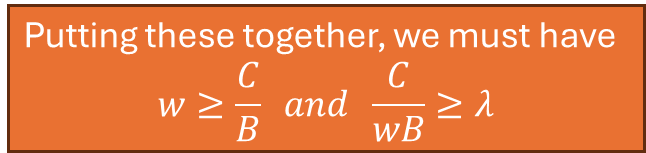 Putting these together, we must have
w ≥ C/B and C/wB ≥ λ